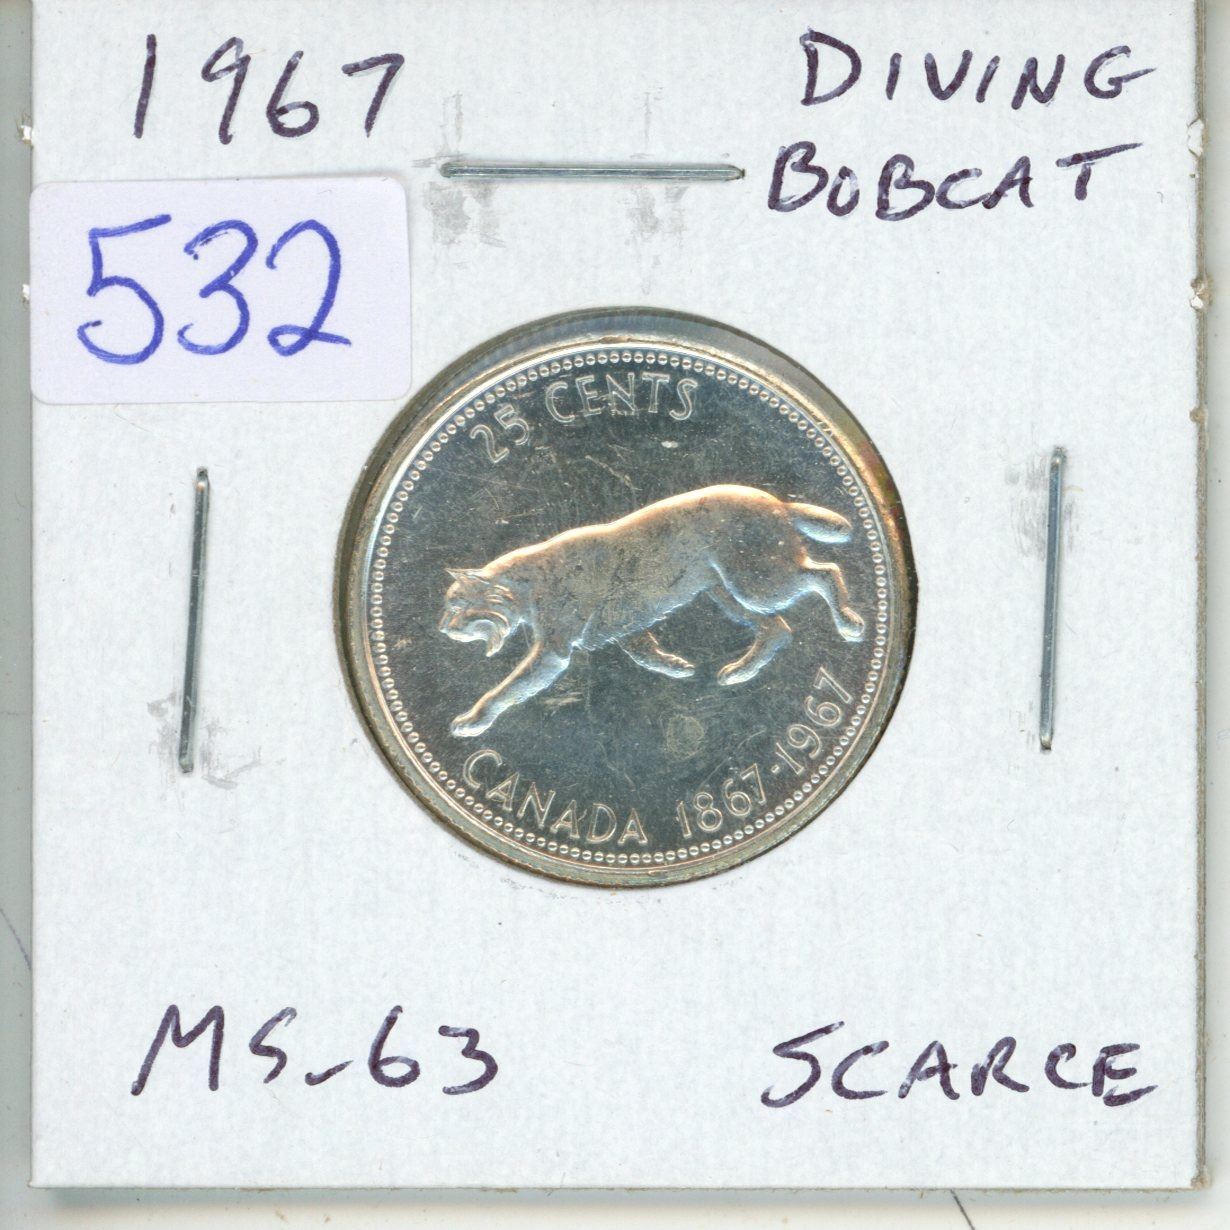 1967
DIVING
BOBCAT
532
25 CENTS
CANADA 1867-1967
MS-63
SCARCE